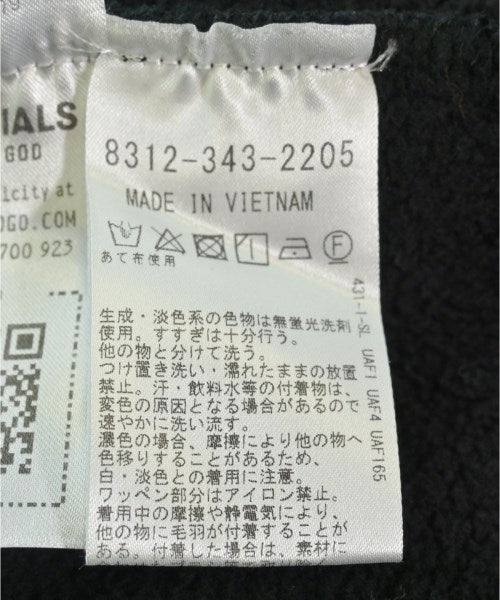 IALS
GOD
icity at
OGO.COM
700 923
8312-343-2205
MADE IN VIETNAM
あて布使用
生成・淡色系の色物は無蛍光洗剤
使用。すすぎは十分行う。
他の物と分けて洗う。
つけ置き洗い・濡れたままの放置
禁止。汗・飲料水等の付着物は、
変色の原因となる場合があるので
速やかに洗い流す。
濃色の場合、摩擦により他の物へ
色移りすることがあるため、
白・淡色との着用に注意。
ワッペン部分はアイロン禁止。
着用中の摩擦や静電気により、
他の物に毛羽が付着することが
ある。付着した場合は、素材に
431-1-SL UAF1 UAF4 UAF165